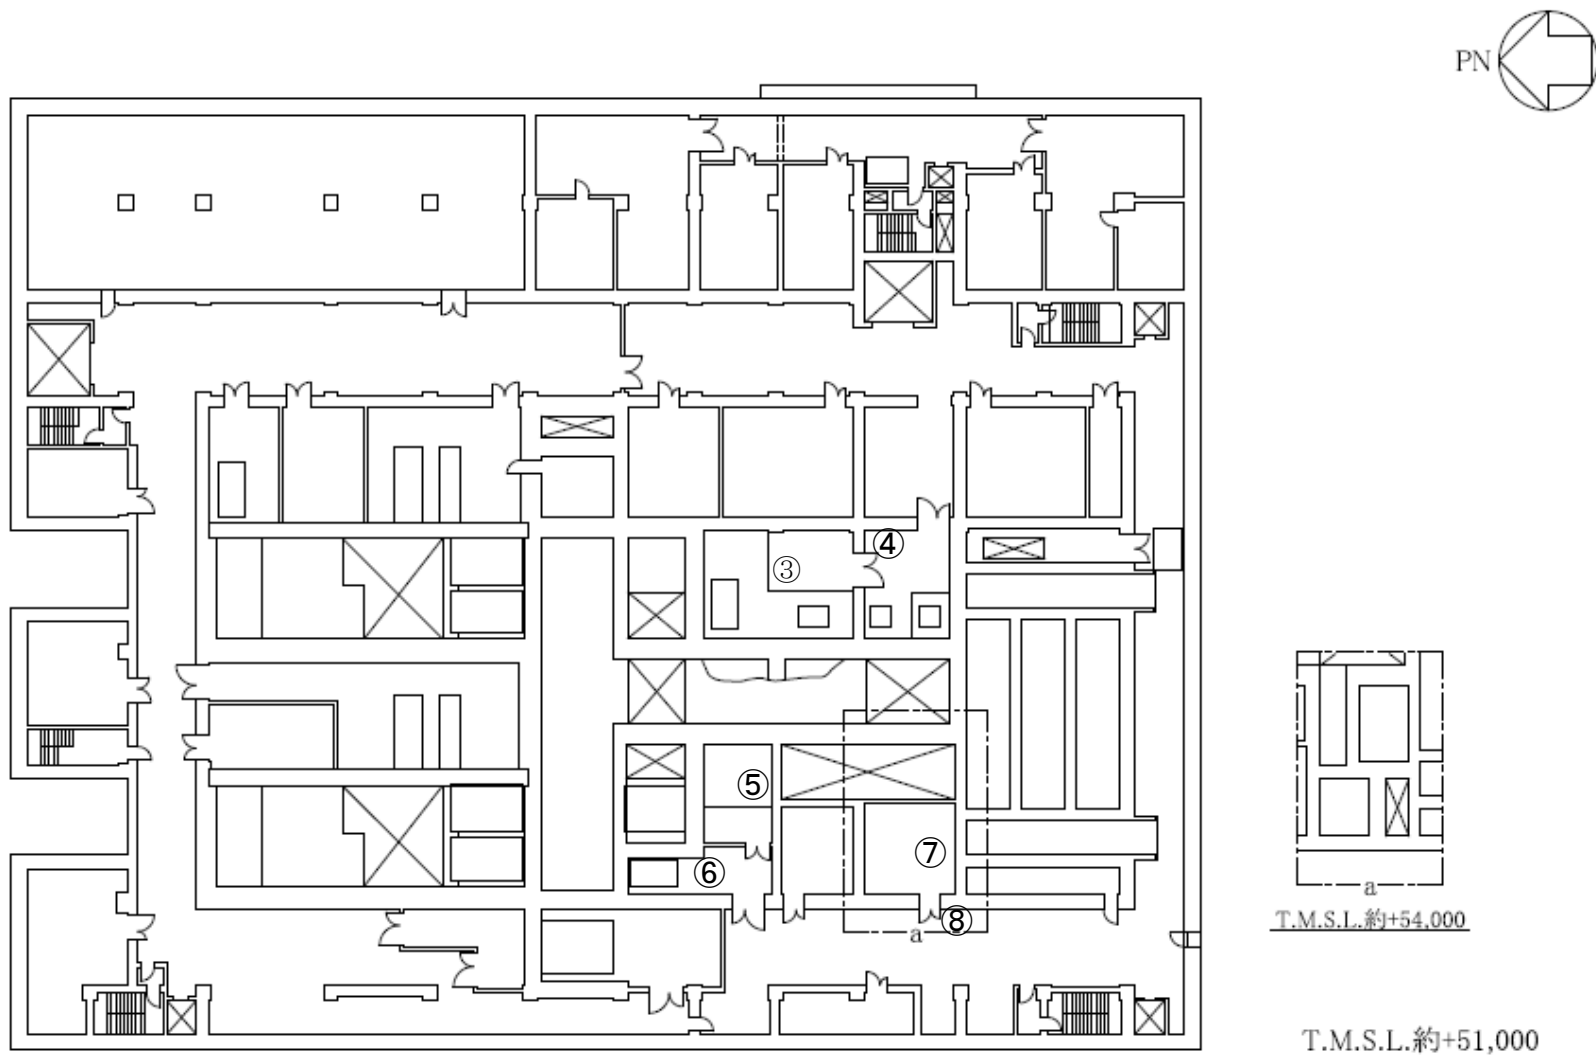 PN
③
④
⑤
⑥
⑦
⑧
a
a
T.M.S.L.約+54,000
T.M.S.L.約+51,000